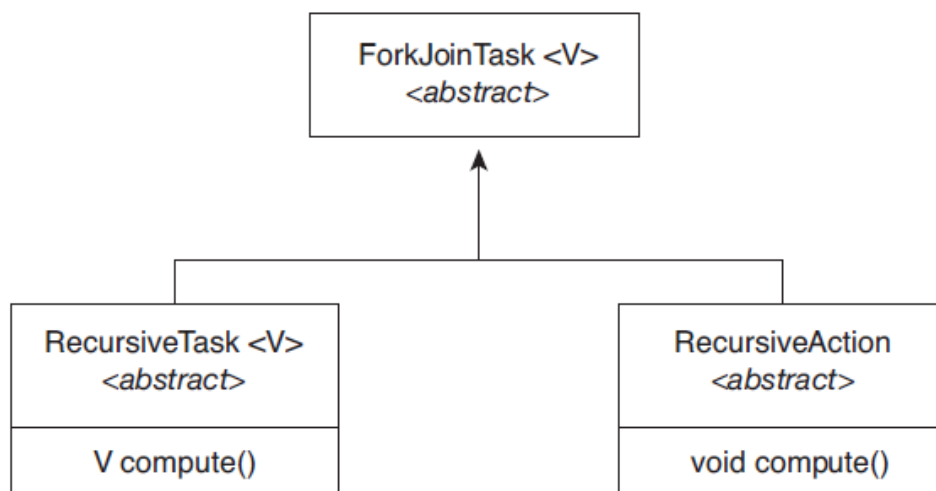 ForkJoinTask <V>
<abstract>
RecursiveTask <V>
<abstract>
V compute()
RecursiveAction
<abstract>
void compute()